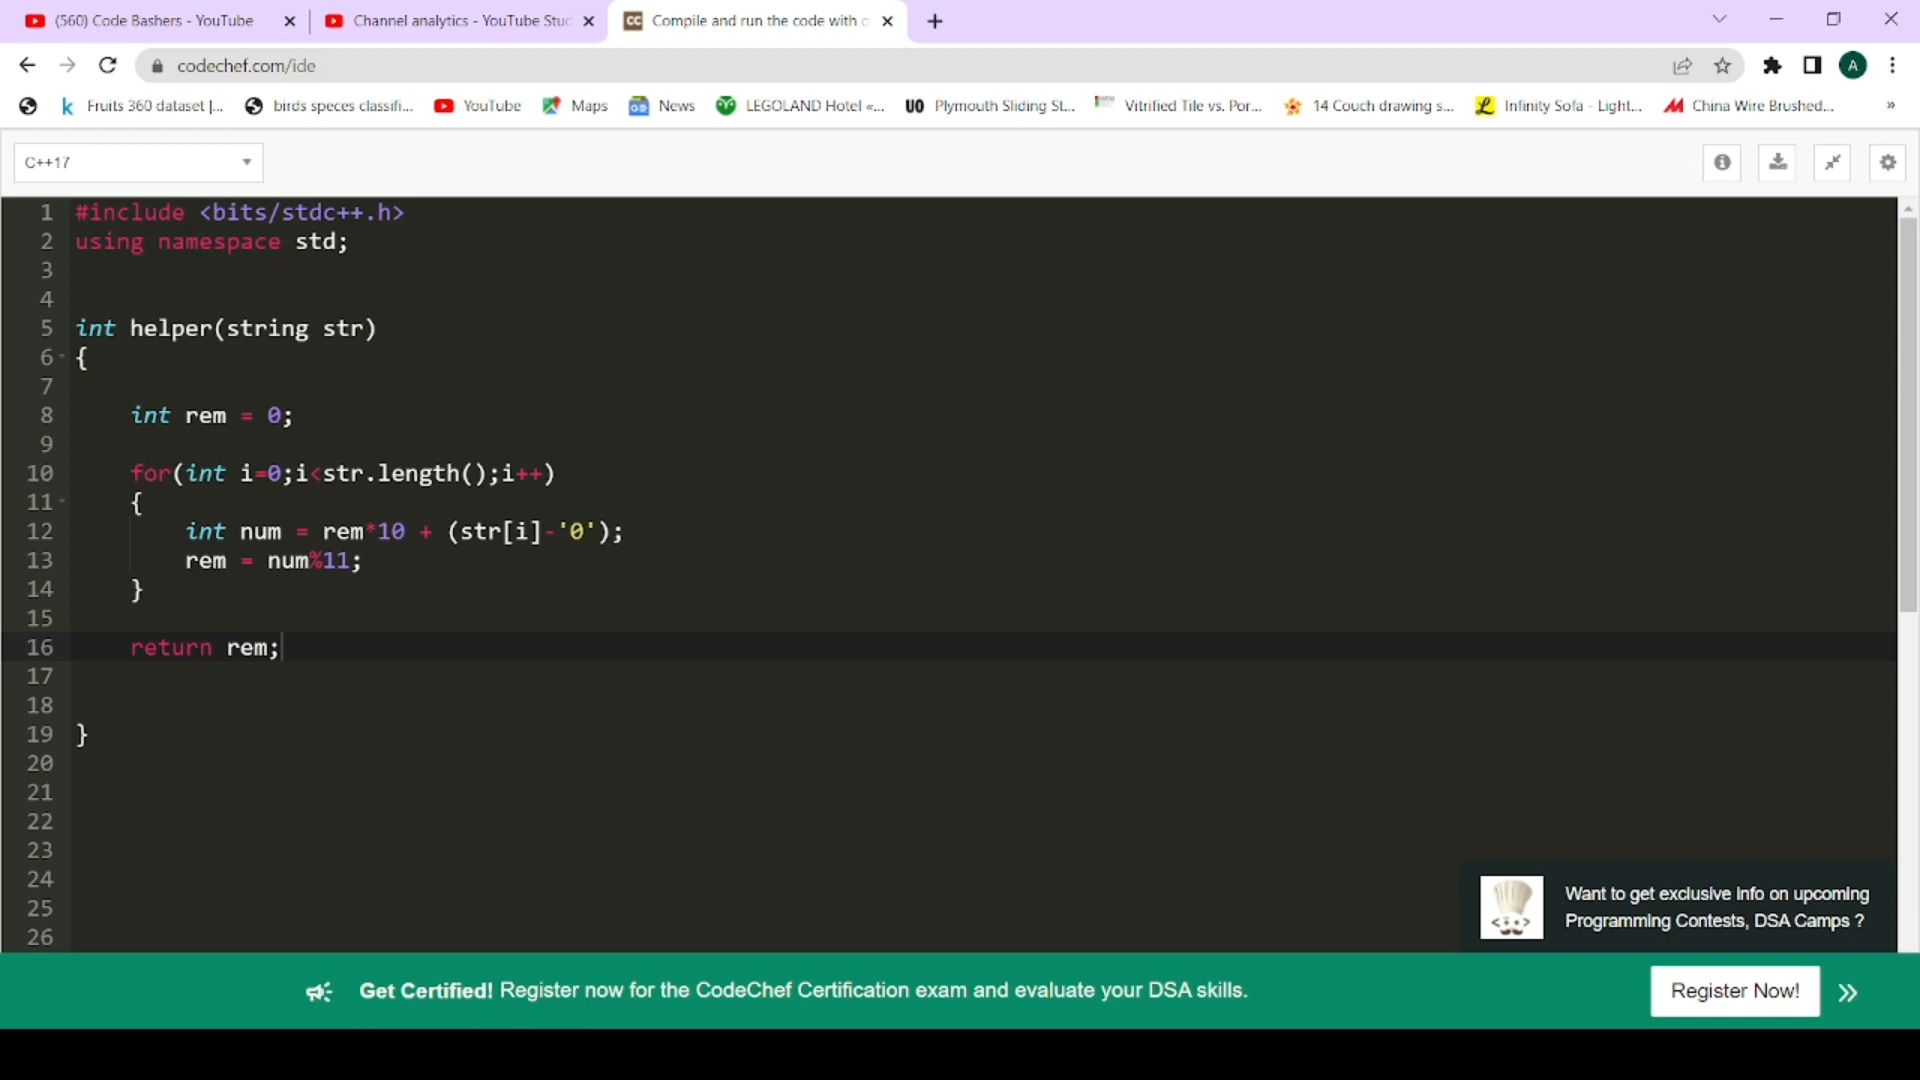 (560) Code Bashers - YouTube
Channel analytics - YouTube Stuc
CC Compile and run the code with o
codechef.com/ide
A
k Fruits 360 dataset |...
birds speces classifi...
YouTube
Maps
News
LEGOLAND Hotel «...
UO Plymouth Sliding St...
Vitrified Tile vs. Por...
14 Couch drawing s...
Infinity Sofa - Light...
China Wire Brushed...
»
C++17
1 #include <bits/stdc++.h>
2 using namespace std;
3
4
5 int helper(string str)
6 {
7
8 int rem = 0;
9
10 for(int i=0;i<str.length();i++)
11 {
12 int num = rem*10 + (str[i]-'0');
13 rem = num%11;
14 }
15
16 return rem;
17
18
19 }
20
21
22
23
24
25
26
Want to get exclusive info on upcoming
Programming Contests, DSA Camps ?
Get Certified! Register now for the CodeChef Certification exam and evaluate your DSA skills.
Register Now!